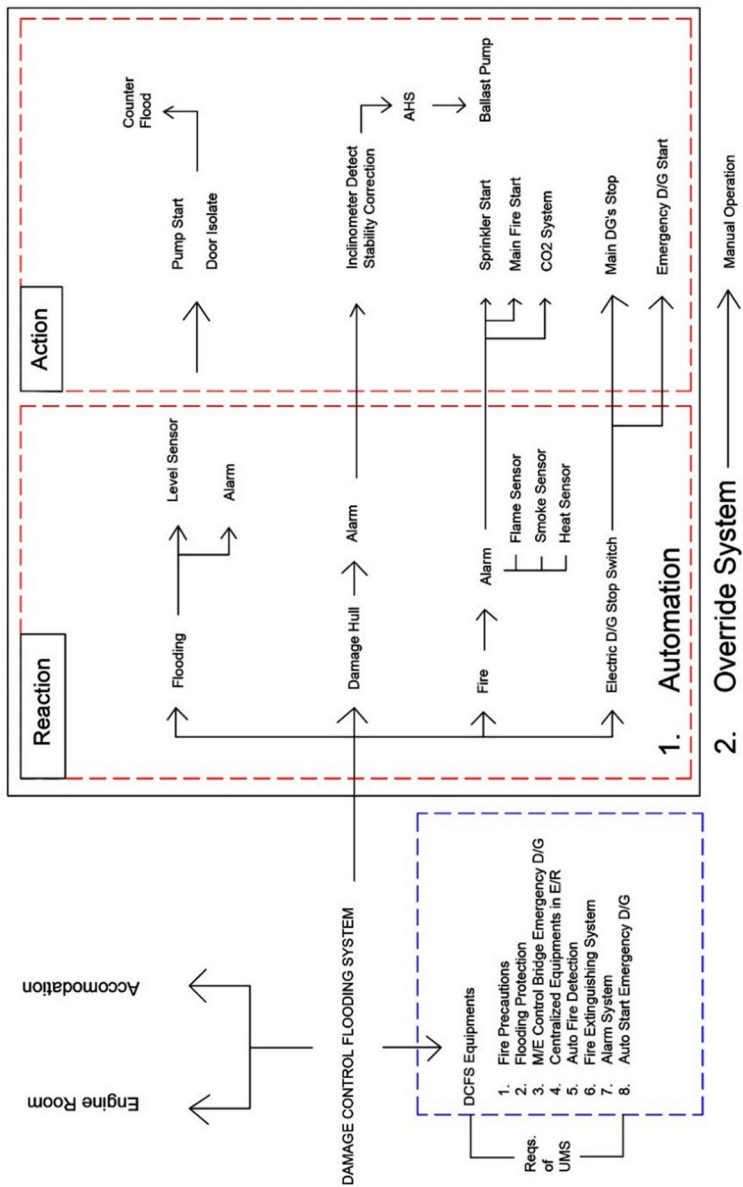 Engine Room
Accomodation
DAMAGE CONTROL FLOODING SYSTEM
Reqs.
of
UMS
DCFS Equipments
1. Fire Precautions
2. Flooding Protection
3. M/E Control Bridge Emergency D/G
4. Centralized Equipments in E/R
5. Auto Fire Detection
6. Fire Extinguishing System
7. Alarm System
8. Auto Start Emergency D/G
Reaction
Flooding
Level Sensor
Alarm
Damage Hull
Alarm
Fire
Alarm
Flame Sensor
Smoke Sensor
Heat Sensor
Electric D/G Stop Switch
Action
Pump Start
Door Isolate
Counter
Flood
Inclinometer Detect
Stability Correction
AHS
Ballast Pump
Sprinkler Start
Main Fire Start
CO2 System
Main DG's Stop
Emergency D/G Start
1. Automation
2. Override System
Manual Operation